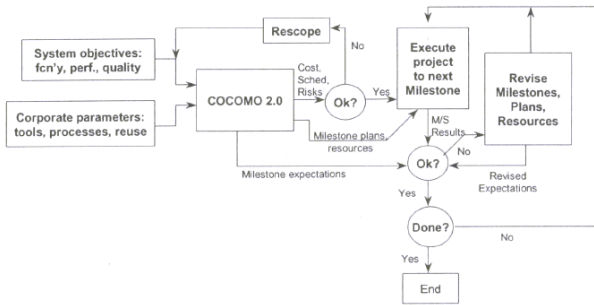 Rescope
System objectives:
fcn'y, perf., quality
No
Execute
project
to next
Milestone
Revise
Milestones,
Plans,
Resources
Cost,
Sched,
Risks
COCOMO 2.0
Ok?
Yes
Corporate parameters:
tools, processes, reuse
Milestone plans,
resources
M/S
Results
No
Ok?
Milestone expectations
Revised
Expectations
Yes
Done?
No
Yes
End